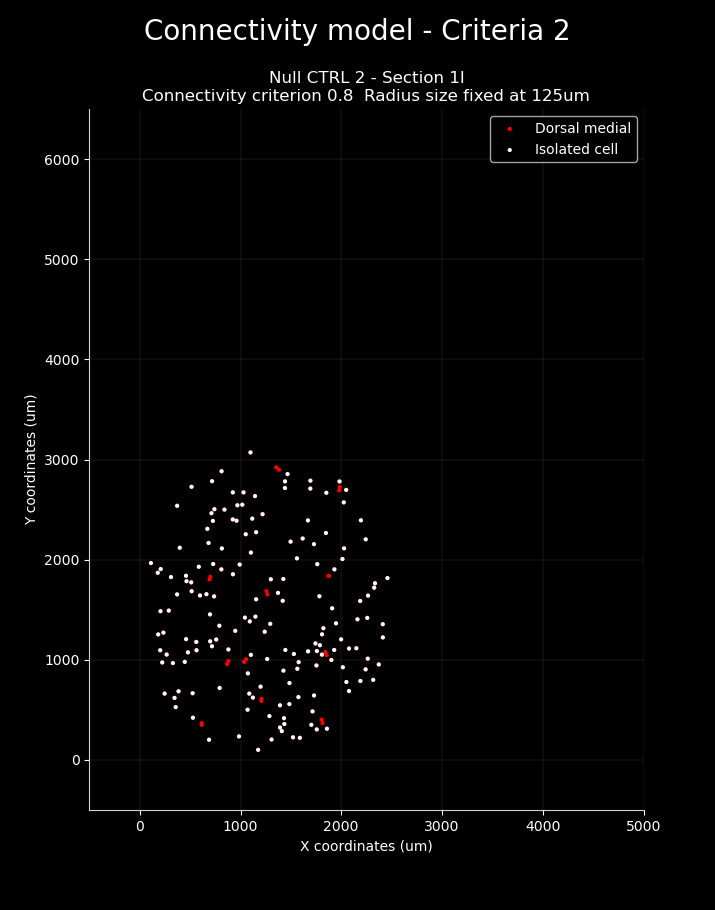 Connectivity model - Criteria 2
Null CTRL 2 - Section 1I
Connectivity criterion 0.8  Radius size fixed at 125um
Dorsal medial
Isolated cell
6000
5000
4000
3000
2000
1000
0
Y coordinates (um)
0
1000
2000
3000
4000
5000
X coordinates (um)